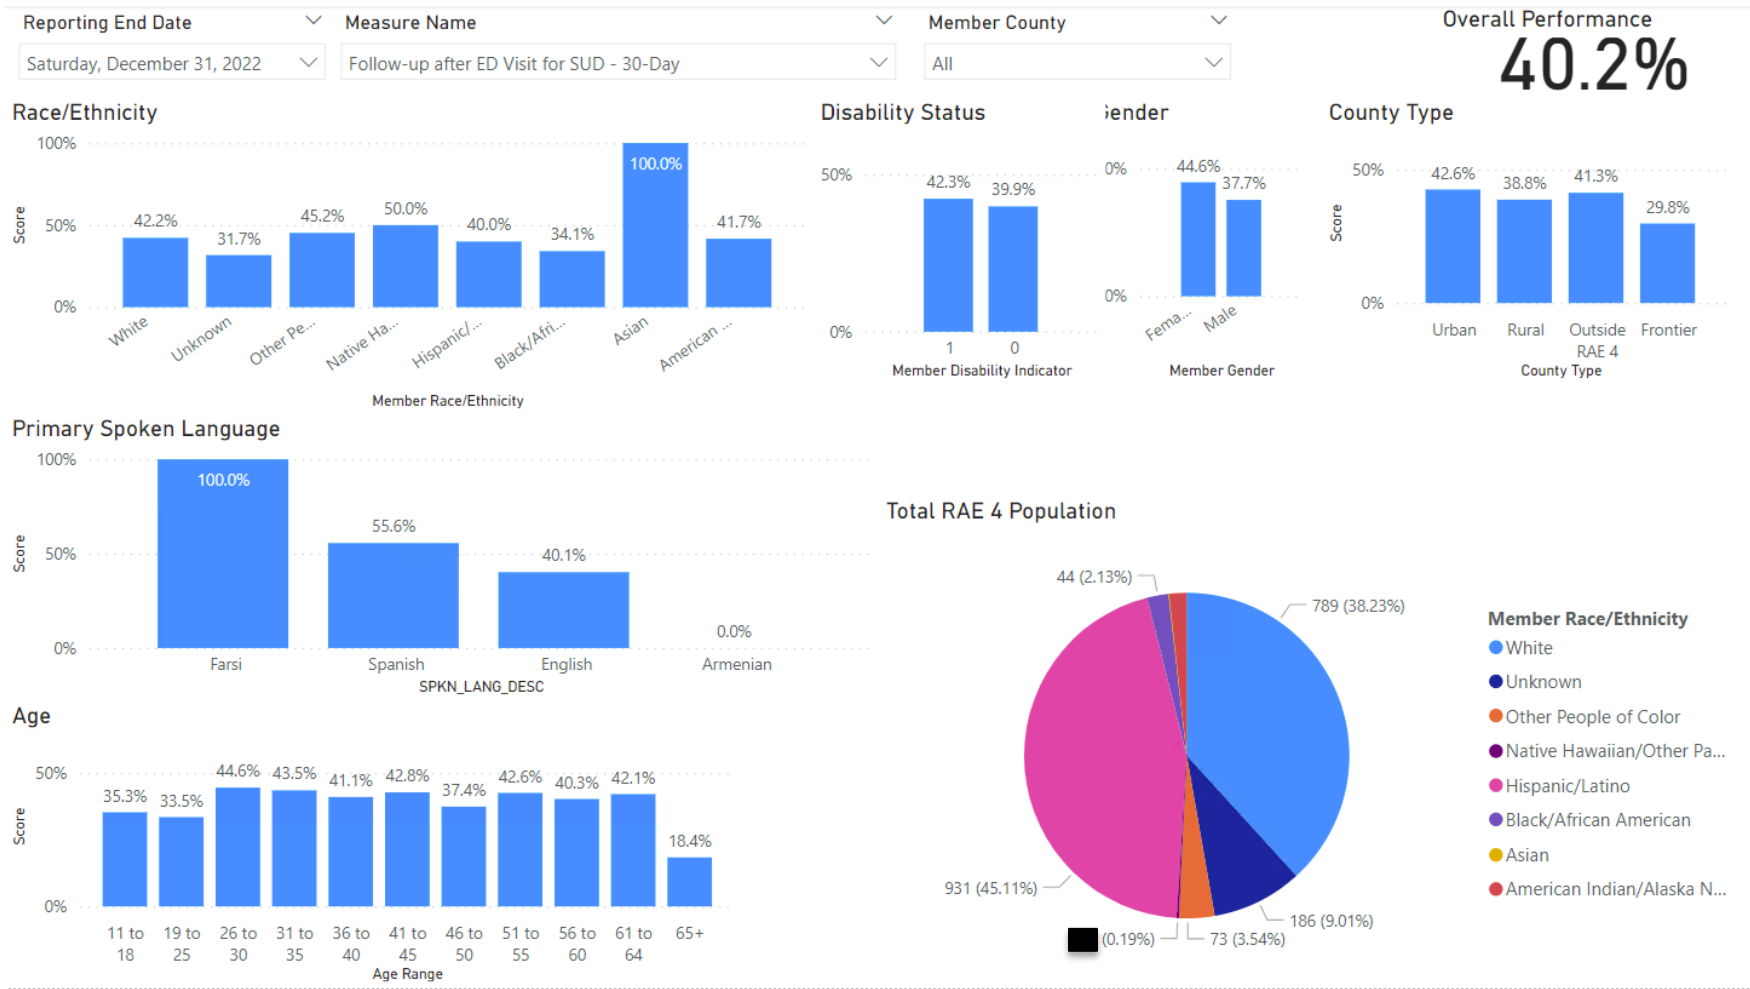 Reporting End Date
Measure Name
Member County
Overall Performance
Saturday, December 31, 2022
Follow-up after ED Visit for SUD - 30-Day
All
40.2%
Race/Ethnicity
100%
50%
0%
Score
42.2%
31.7%
45.2%
50.0%
40.0%
34.1%
100.0%
41.7%
White
Unknown
Other Pe...
Native Ha...
Hispanic/...
Black/Afri...
Asian
American ...
Member Race/Ethnicity
Disability Status
50%
0%
42.3%
39.9%
1
0
Member Disability Indicator
Gender
0%
0%
44.6%
37.7%
Fema...
Male
Member Gender
County Type
50%
0%
Score
42.6%
38.8%
41.3%
29.8%
Urban
Rural
Outside
RAE 4
Frontier
County Type
Primary Spoken Language
100%
50%
0%
Score
100.0%
55.6%
40.1%
0.0%
Farsi
Spanish
English
Armenian
SPKN_LANG_DESC
Age
50%
0%
Score
35.3%
33.5%
44.6%
43.5%
41.1%
42.8%
37.4%
42.6%
40.3%
42.1%
18.4%
11 to
18
19 to
25
26 to
30
31 to
35
36 to
40
41 to
45
46 to
50
51 to
55
56 to
60
61 to
64
65+
Age Range
Total RAE 4 Population
44 (2.13%)
789 (38.23%)
931 (45.11%)
(0.19%)
73 (3.54%)
186 (9.01%)
Member Race/Ethnicity
White
Unknown
Other People of Color
Native Hawaiian/Other Pa...
Hispanic/Latino
Black/African American
Asian
American Indian/Alaska N...